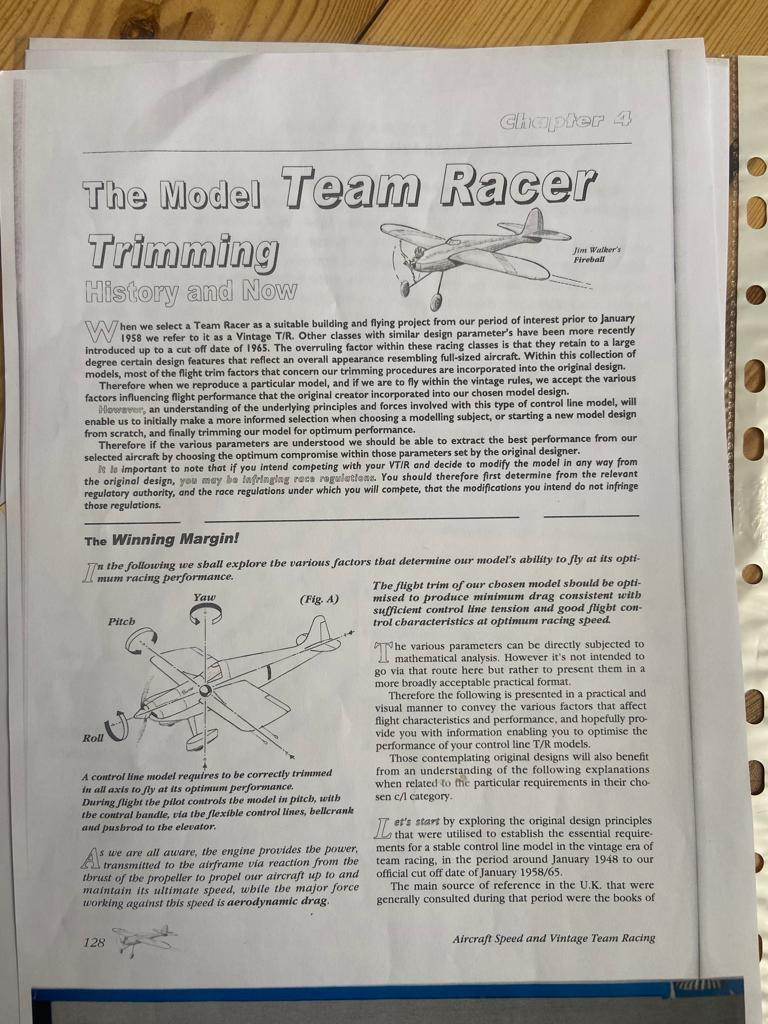 Chapter 4
The Model Team Racer
Trimming
History and Now
Jim Walker's
Fireball
When we select a Team Racer as a suitable building and flying project from our period of interest prior to January
1958 we refer to it as a Vintage T/R. Other classes with similar design parameter's have been more recently
introduced up to a cut off date of 1965. The overruling factor within these racing classes is that they retain to a large
degree certain design features that reflect an overall appearance resembling full-sized aircraft. Within this collection of
models, most of the flight trim factors that concern our trimming procedures are incorporated into the original design.
Therefore when we reproduce a particular model, and if we are to fly within the vintage rules, we accept the various
factors influencing flight performance that the original creator incorporated into our chosen model design.
However, an understanding of the underlying principles and forces involved with this type of control line model, will
enable us to initially make a more informed selection when choosing a modelling subject, or starting a new model design
from scratch, and finally trimming our model for optimum performance.
Therefore if the various parameters are understood we should be able to extract the best performance from our
selected aircraft by choosing the optimum compromise within those parameters set by the original designer.
It is important to note that if you intend competing with your VT/R and decide to modify the model in any way from
the original design, you may be infringing race regulations. You should therefore first determine from the relevant
regulatory authority, and the race regulations under which you will compete, that the modifications you intend do not infringe
those regulations.
The Winning Margin!
In the following we shall explore the various factors that determine our model's ability to fly at its opti-
mum racing performance.
Yaw
(Fig. A)
Pitch
Roll
A control line model requires to be correctly trimmed
in all axis to fly at its optimum performance.
During flight the pilot controls the model in pitch, with
the control handle, via the flexible control lines, bellcrank
and pushrod to the elevator.
As we are all aware, the engine provides the power,
transmitted to the airframe via reaction from the
thrust of the propeller to propel our aircraft up to and
maintain its ultimate speed, while the major force
working against this speed is aerodynamic drag.
The flight trim of our chosen model should be opti-
mised to produce minimum drag consistent with
sufficient control line tension and good flight con-
trol characteristics at optimum racing speed.
The various parameters can be directly subjected to
mathematical analysis. However it's not intended to
go via that route here but rather to present them in a
more broadly acceptable practical format.
Therefore the following is presented in a practical and
visual manner to convey the various factors that affect
flight characteristics and performance, and hopefully pro-
vide you with information enabling you to optimise the
performance of your control line T/R models.
Those contemplating original designs will also benefit
from an understanding of the following explanations
when related to the particular requirements in their cho-
sen c/l category.
Let's start by exploring the original design principles
that were utilised to establish the essential require-
ments for a stable control line model in the vintage era of
team racing, in the period around January 1948 to our
official cut off date of January 1958/65.
The main source of reference in the U.K. that were
generally consulted during that period were the books of
128
Aircraft Speed and Vintage Team Racing